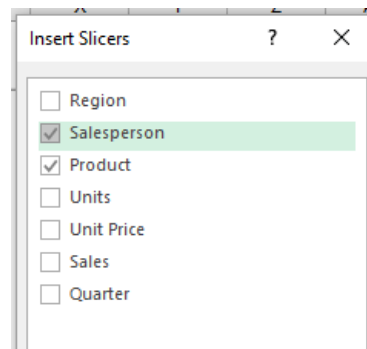 Insert Slicers ? ×
Region
Salesperson
Product
Units
Unit Price
Sales
Quarter